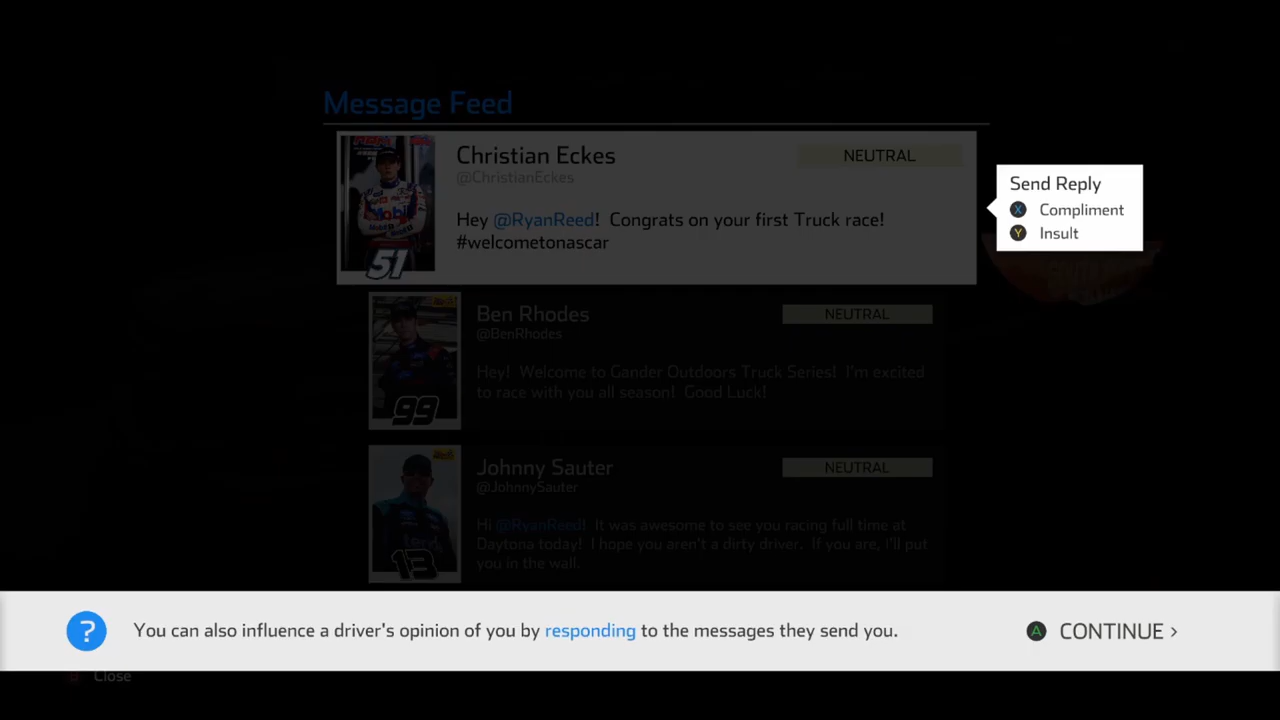 Message Feed
Christian Eckes
NEUTRAL
@ChristianEckes
Hey @RyanReed!  Congrats on your first Truck race!
#welcometonascar
51
Send Reply
X Compliment
Y Insult
Ben Rhodes
NEUTRAL
@BenRhodes
Hey!  Welcome to Gander Outdoors Truck Series!  I'm excited
to race with you all season!  Good Luck!
99
Johnny Sauter
NEUTRAL
@JohnnySauter
Hi @RyanReed!  It was awesome to see you racing full time at
Daytona today!  I hope you aren't a dirty driver.  If you are, I'll put
you in the wall.
13
? You can also influence a driver's opinion of you by responding to the messages they send you.
A CONTINUE >
B Close